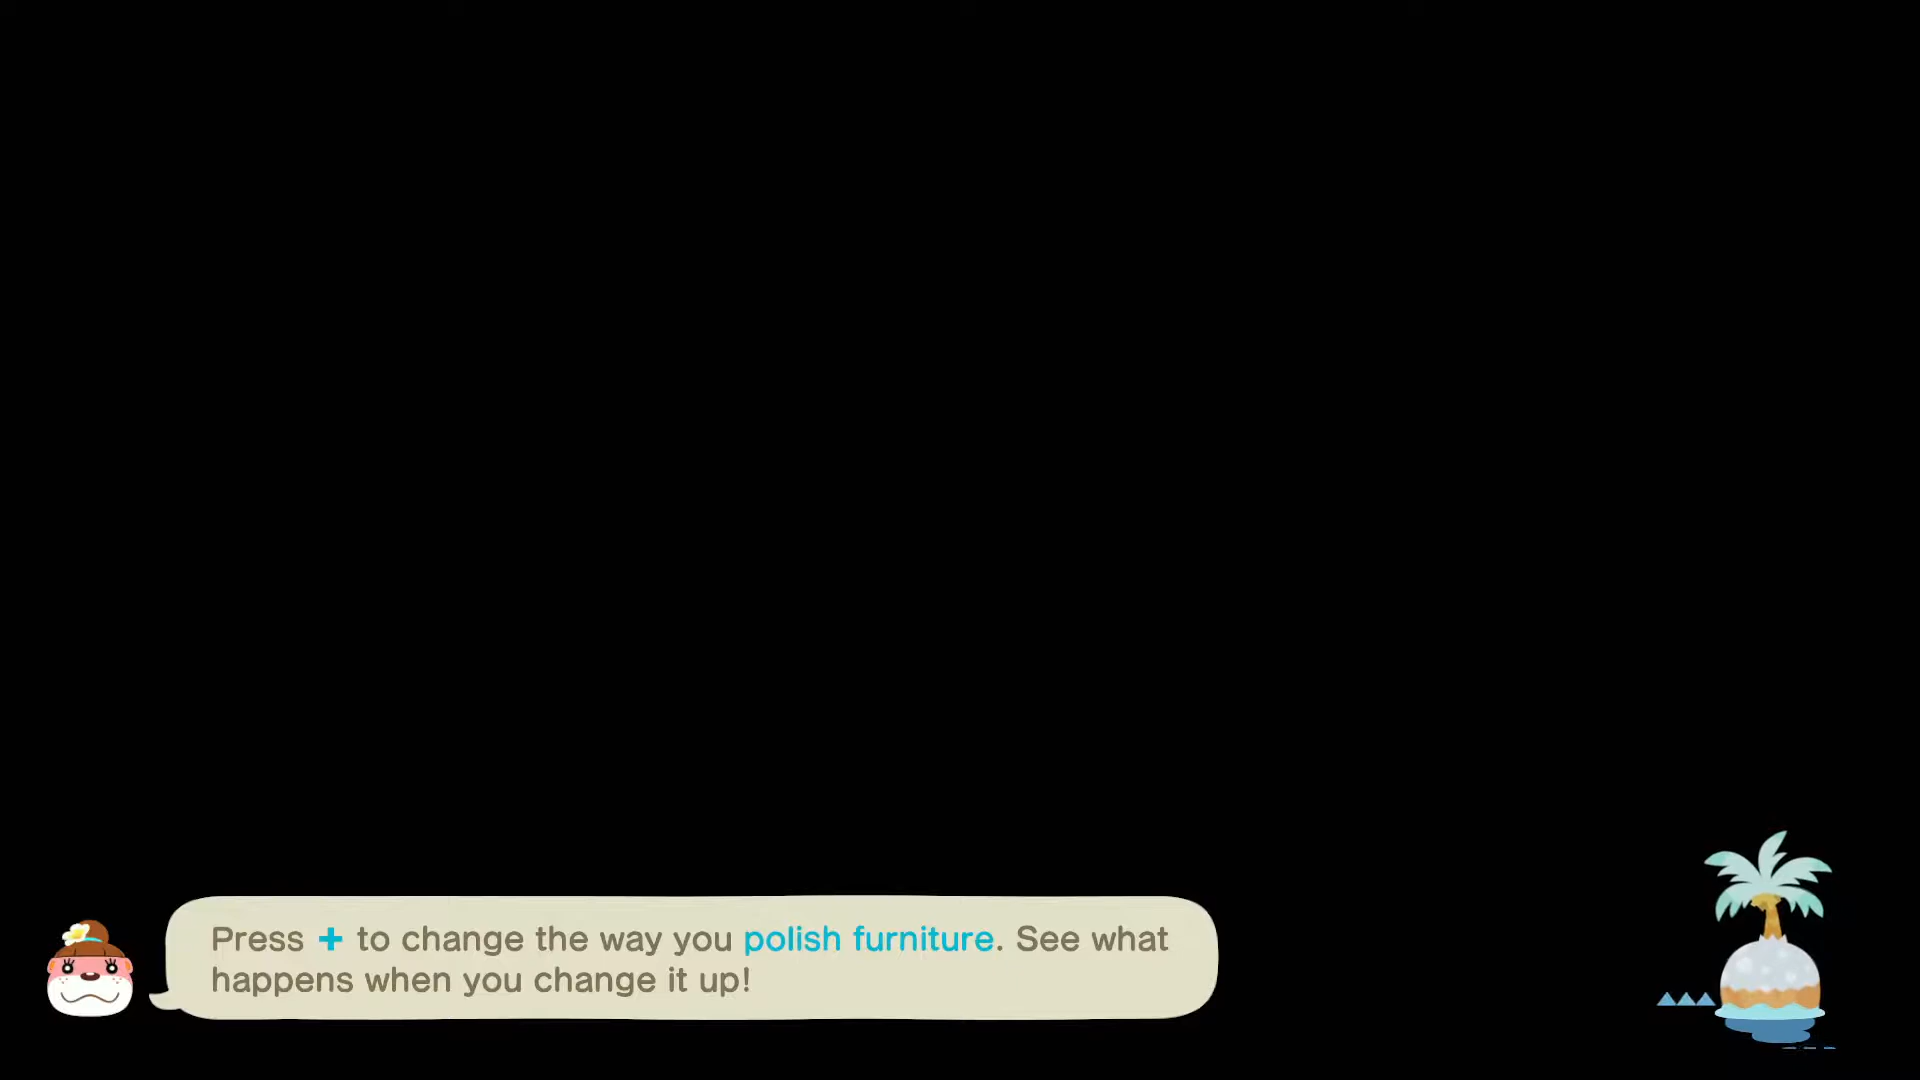 Press + to change the way you polish furniture. See what
happens when you change it up!